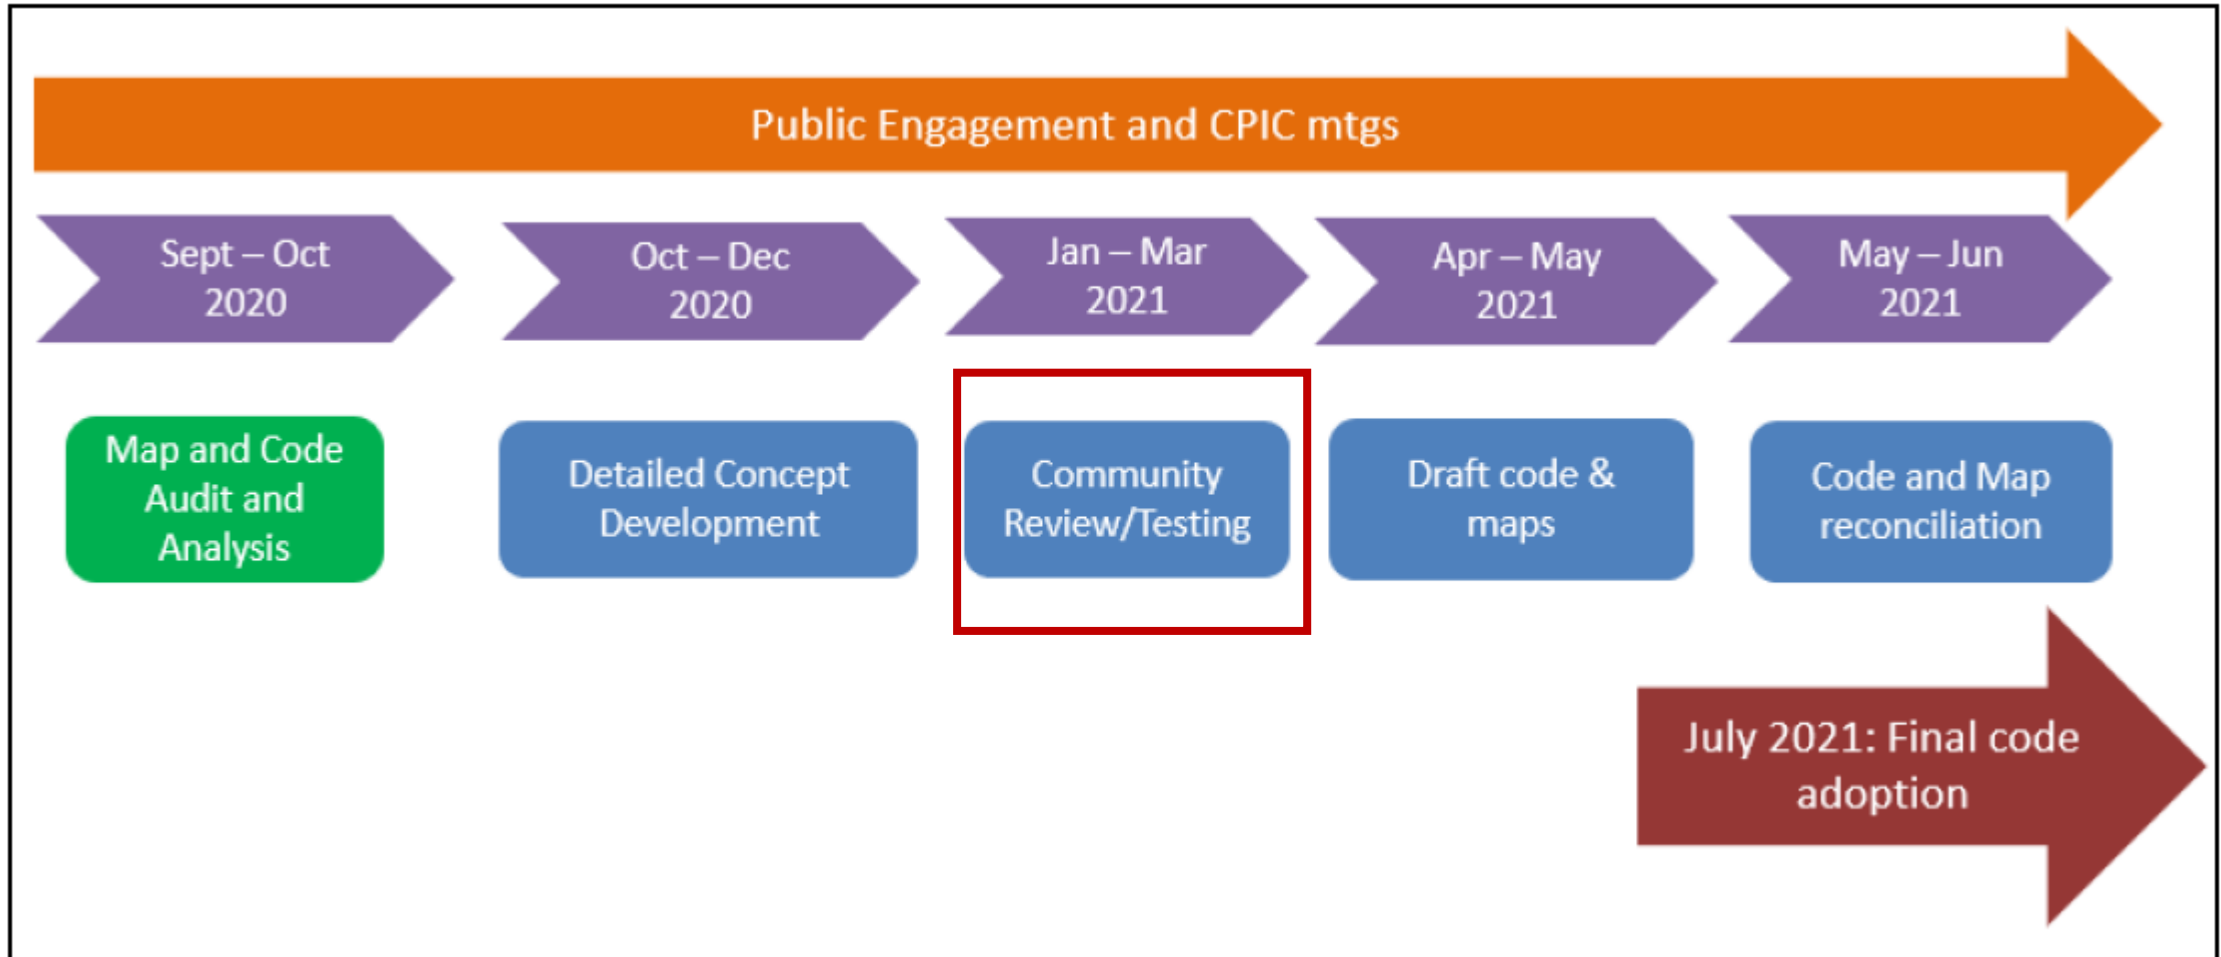 Public Engagement and CPIC mtgs
Sept – Oct
2020
Oct – Dec
2020
Jan – Mar
2021
Apr – May
2021
May – Jun
2021
Map and Code
Audit and
Analysis
Detailed Concept
Development
Community
Review/Testing
Draft code &
maps
Code and Map
reconciliation
July 2021: Final code
adoption